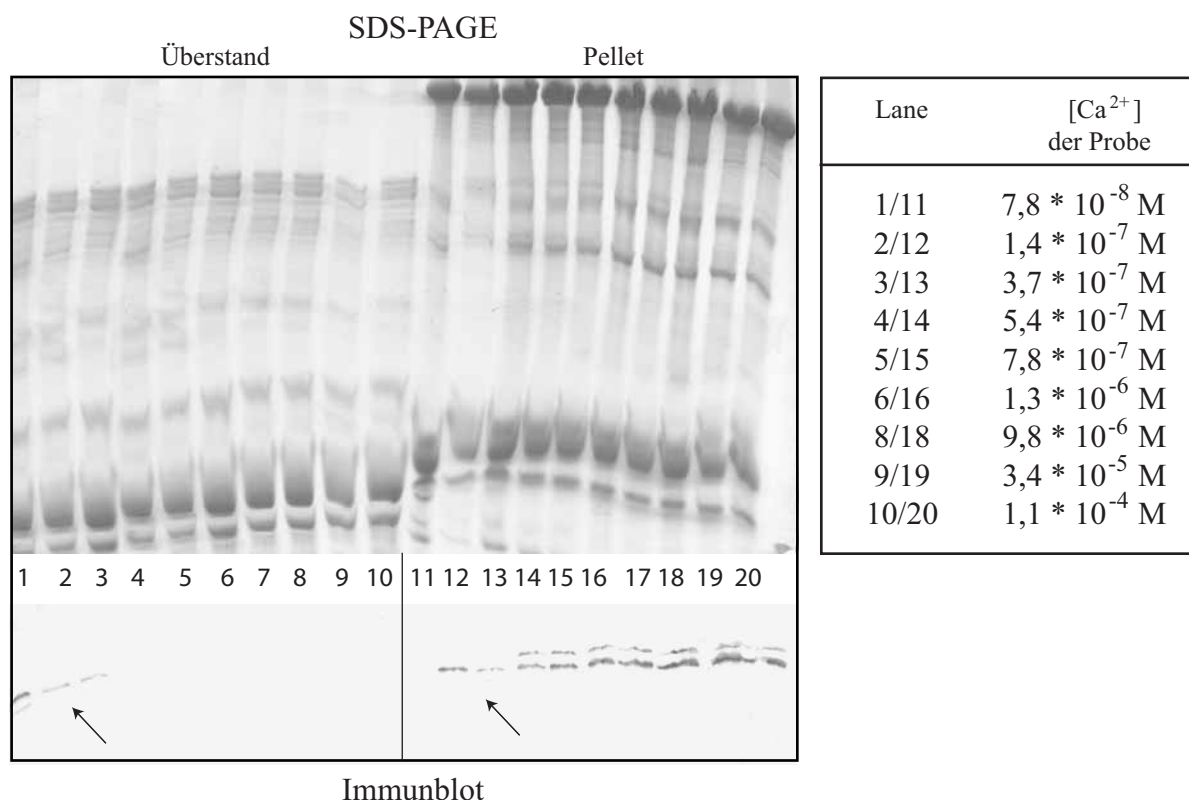 SDS-PAGE
Überstand Pellet
1 2 3 4 5 6 7 8 9 10 11 12 13 14 15 16 17 18 19 20
Immunblot
Lane [Ca²⁺]
der Probe
1/11 7,8 * 10⁻⁸ M
2/12 1,4 * 10⁻⁷ M
3/13 3,7 * 10⁻⁷ M
4/14 5,4 * 10⁻⁷ M
5/15 7,8 * 10⁻⁷ M
6/16 1,3 * 10⁻⁶ M
8/18 9,8 * 10⁻⁶ M
9/19 3,4 * 10⁻⁵ M
10/20 1,1 * 10⁻⁴ M